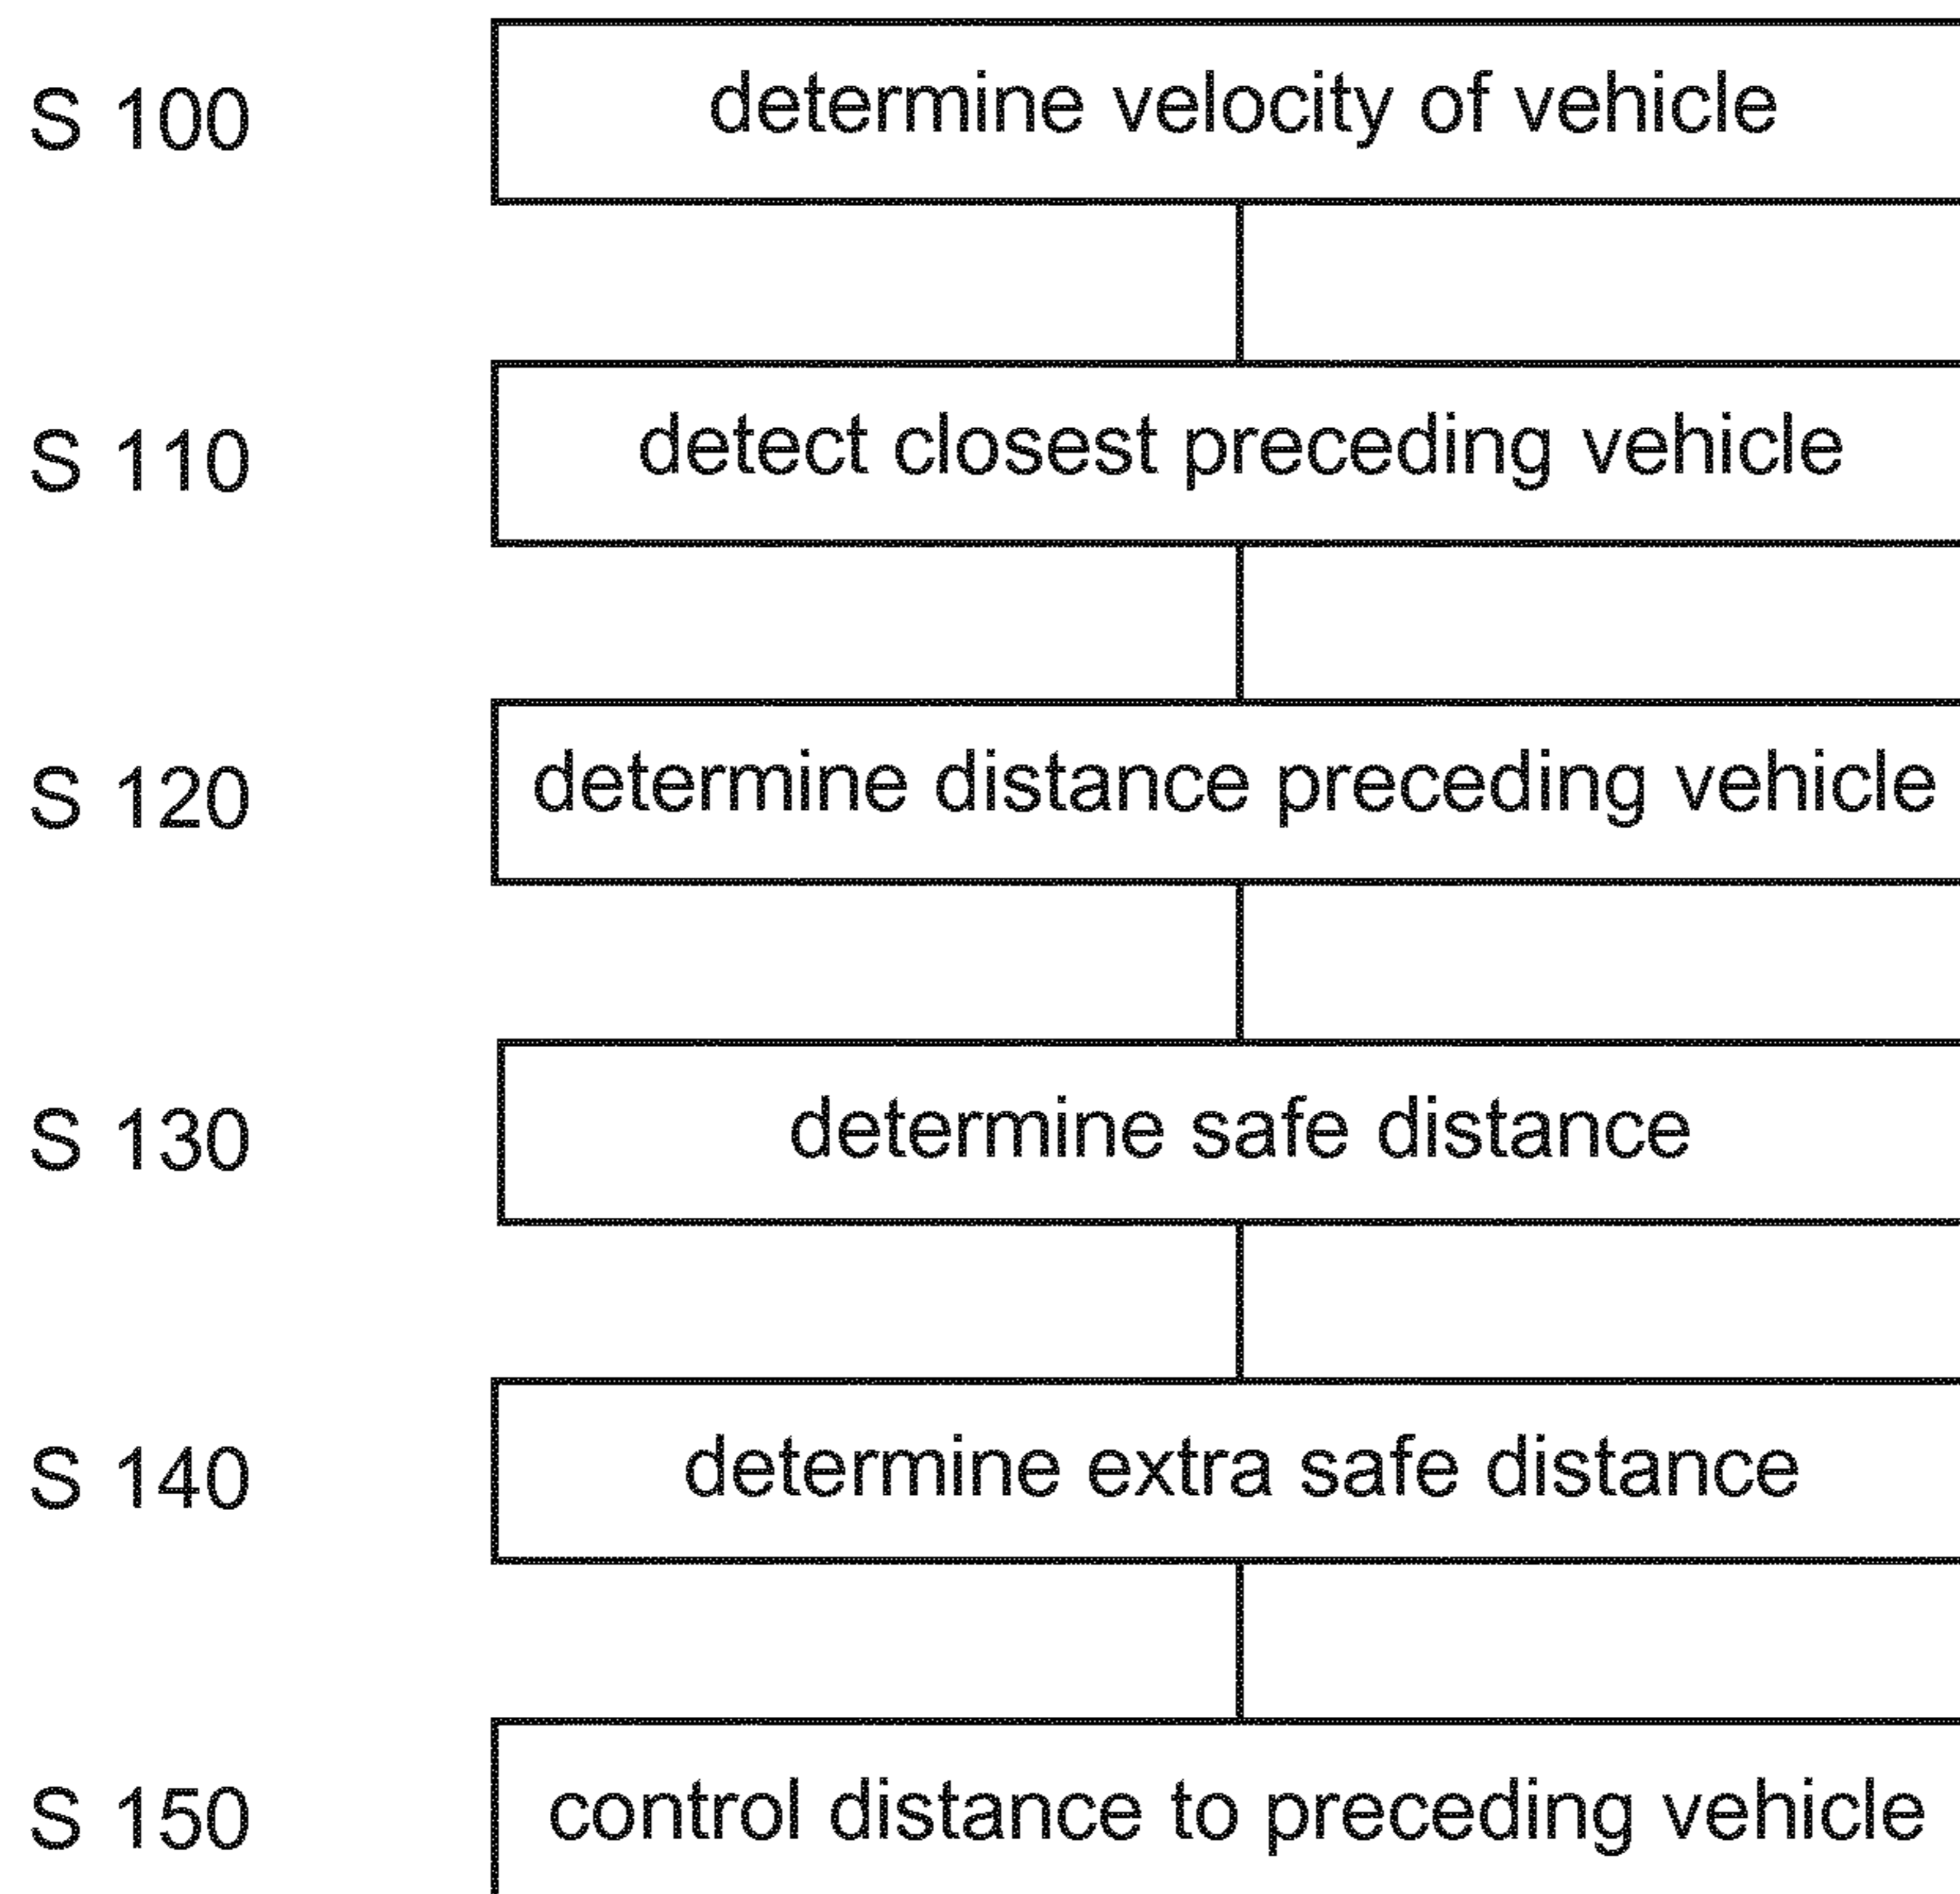 S 100 determine velocity of vehicle
S 110 detect closest preceding vehicle
S 120 determine distance preceding vehicle
S 130 determine safe distance
S 140 determine extra safe distance
S 150 control distance to preceding vehicle